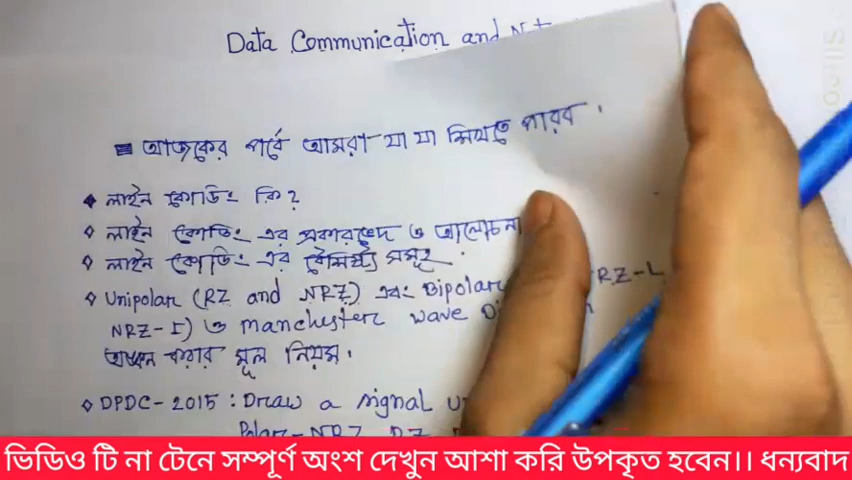 Data Communication and
আজকের পর্বে আমরা যা যা শিখতে পারব ।
লাইন কোডিং কি ?
লাইন কোডিং এর প্রকারভেদ ও আলোচনা
লাইন কোডিং এর বৈশিষ্ট্য সমূহ .
Unipolar (RZ and NRZ) এবং Bipolar RZ-L
NRZ-I) ও manchester wave
অঙ্কন করার মূল নিয়ম ।
DPDC-2015 : Draw a signal
Polar-NRZ, RZ
ভিডিও টি না টেনে সম্পূর্ণ অংশ দেখুন আশা করি উপকৃত হবেন।। ধন্যবাদ